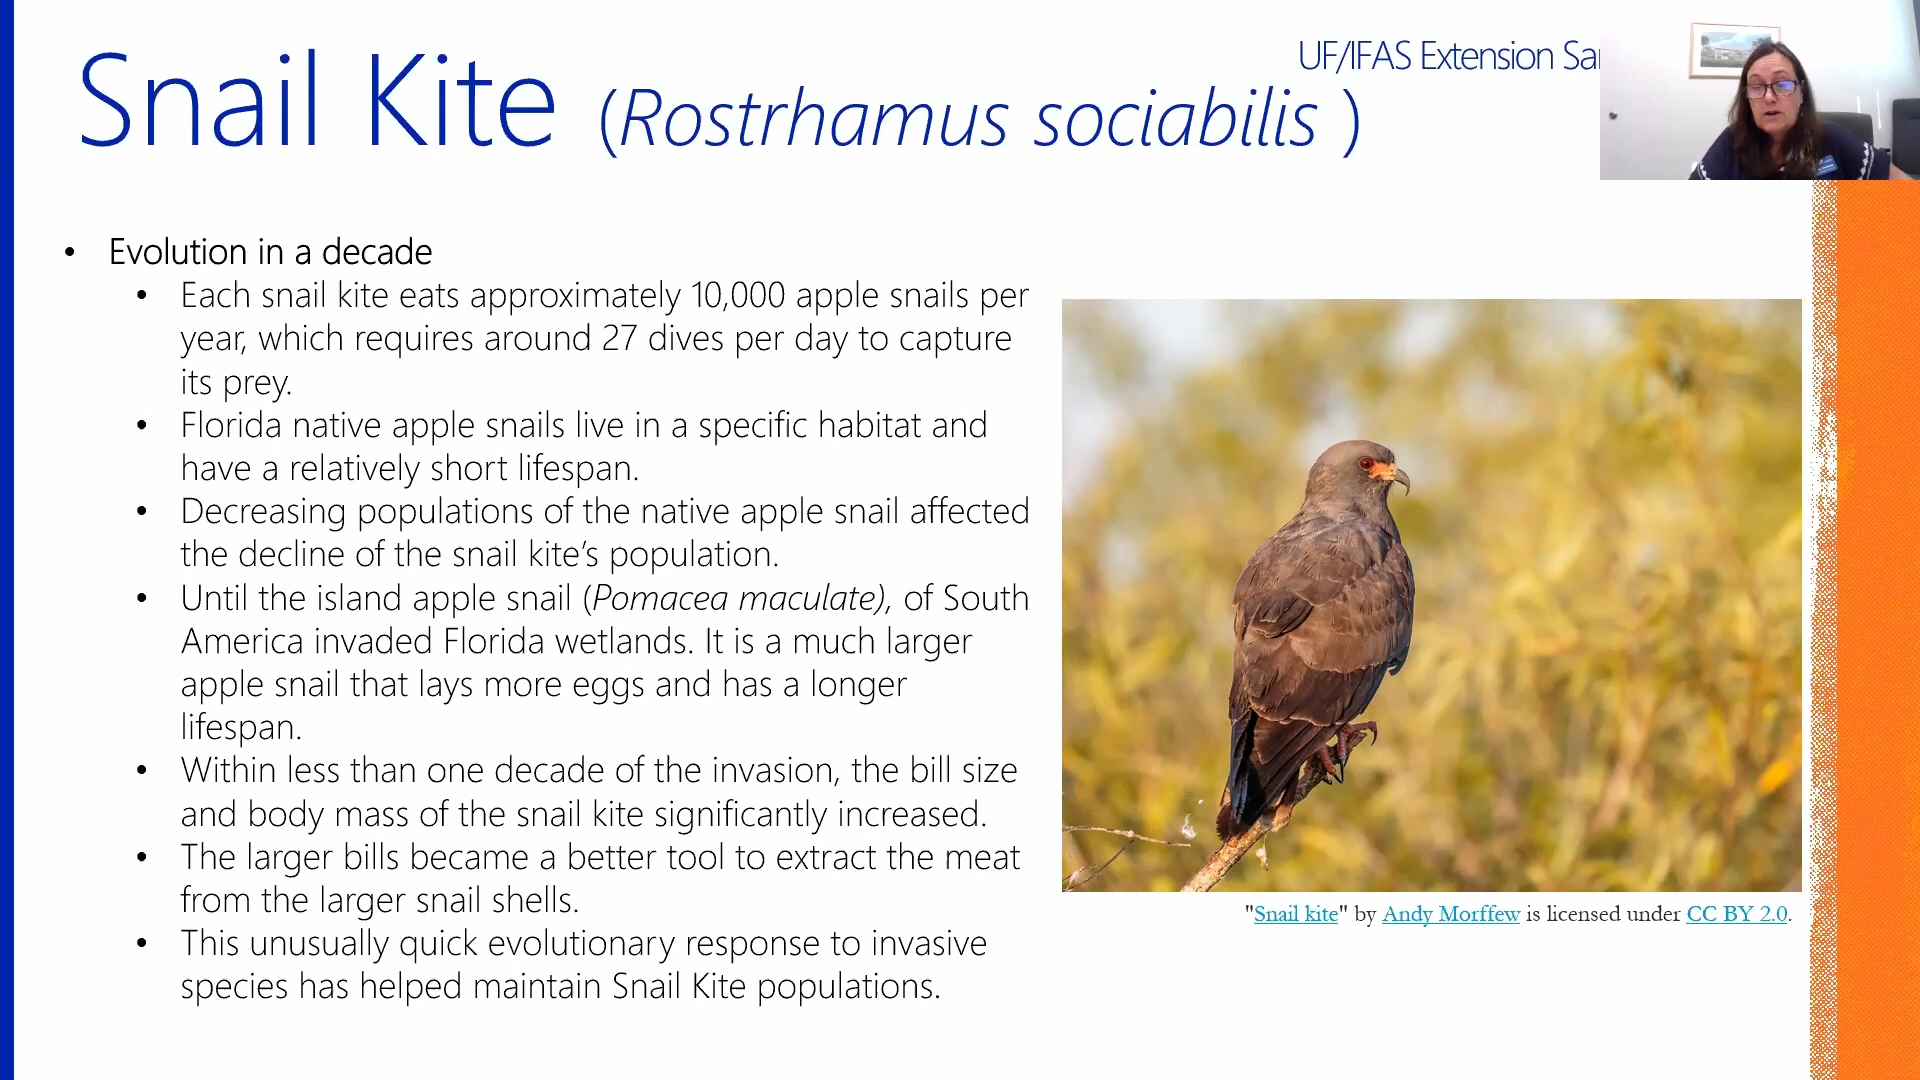 UF/IFAS Extension
Snail Kite (Rostrhamus sociabilis )
• Evolution in a decade
• Each snail kite eats approximately 10,000 apple snails per
year, which requires around 27 dives per day to capture
its prey.
• Florida native apple snails live in a specific habitat and
have a relatively short lifespan.
• Decreasing populations of the native apple snail affected
the decline of the snail kite’s population.
• Until the island apple snail (Pomacea maculate), of South
America invaded Florida wetlands. It is a much larger
apple snail that lays more eggs and has a longer
lifespan.
• Within less than one decade of the invasion, the bill size
and body mass of the snail kite significantly increased.
• The larger bills became a better tool to extract the meat
from the larger snail shells.
• This unusually quick evolutionary response to invasive
species has helped maintain Snail Kite populations.
"Snail kite" by Andy Morffew is licensed under CC BY 2.0.